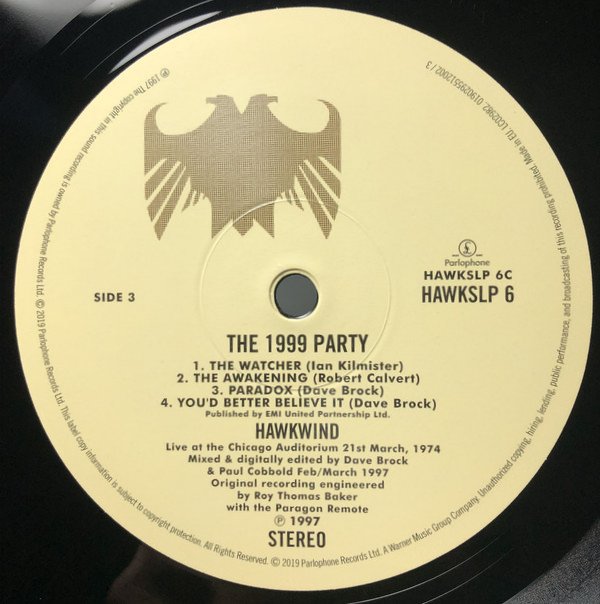 SIDE 3
Parlophone
HAWKSLP 6C
HAWKSLP 6
THE 1999 PARTY
1. THE WATCHER (Ian Kilmister)
2. THE AWAKENING (Robert Calvert)
3. PARADOX (Dave Brock)
4. YOU'D BETTER BELIEVE IT (Dave Brock)
Published by EMI United Partnership Ltd.
HAWKWIND
Live at the Chicago Auditorium 21st March, 1974
Mixed & digitally edited by Dave Brock
& Paul Cobbold Feb/March 1997
Original recording engineered
by Roy Thomas Baker
with the Paragon Remote
℗ 1997
STEREO
℗ 1997 The copyright in this sound recording is owned by Parlophone Records Ltd. © 2019 Parlophone Records Ltd. This label copy information is subject to copyright protection. All Rights Reserved. © 2019 Parlophone Records Ltd. A Warner Music Group Company. Unauthorized copying, hiring, lending, public performance, and broadcasting of this recording prohibited. Made in EU. LC02982. 0190295512002 / 3